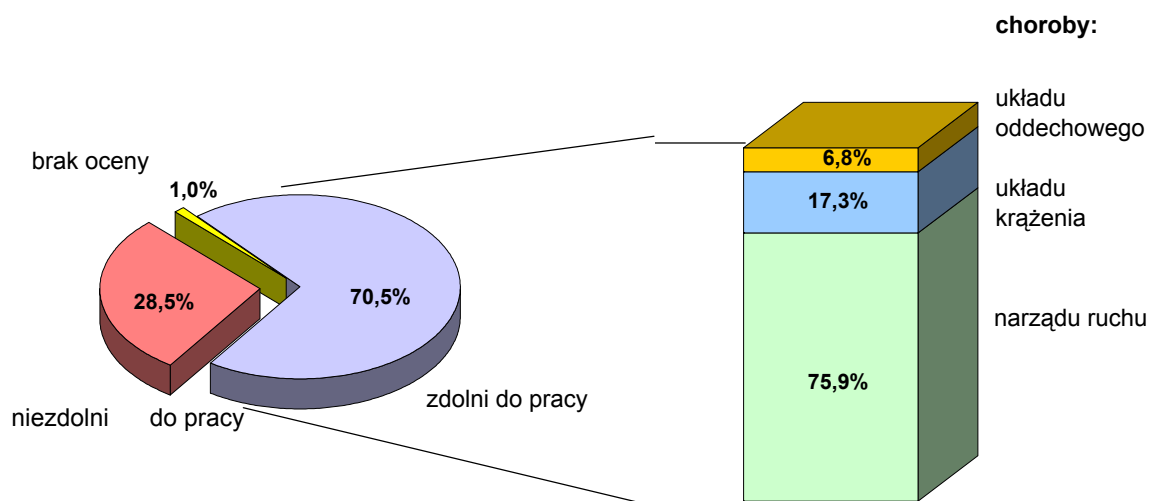 choroby:
układu
oddechowego
brak oceny
6,8%
1,0%
układu
krążenia
17,3%
28,5%
70,5%
narządu ruchu
75,9%
zdolni do pracy
niezdolni do pracy